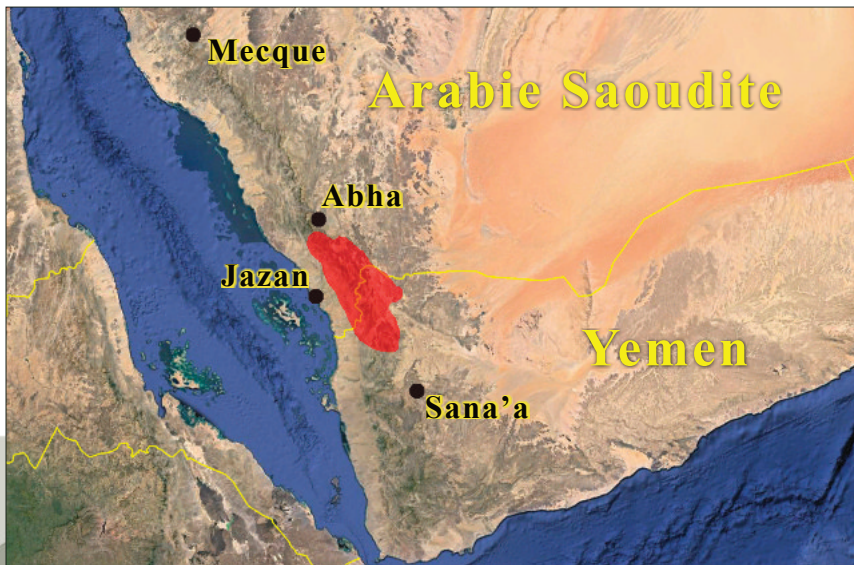 Mecque
Arabie Saoudite
Abha
Jazan
Yemen
Sana’a